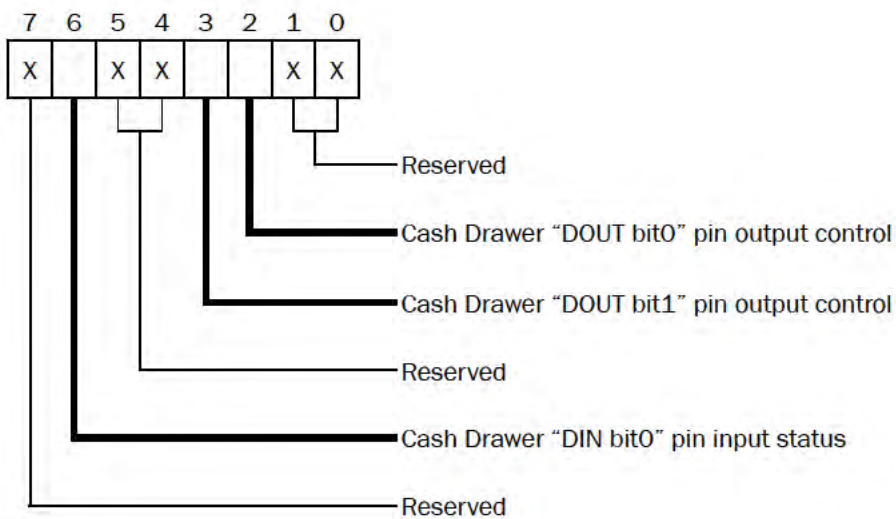 7 6 5 4 3 2 1 0
X X X X X
Reserved
Cash Drawer “DOUT bit0” pin output control
Cash Drawer “DOUT bit1” pin output control
Reserved
Cash Drawer “DIN bit0” pin input status
Reserved